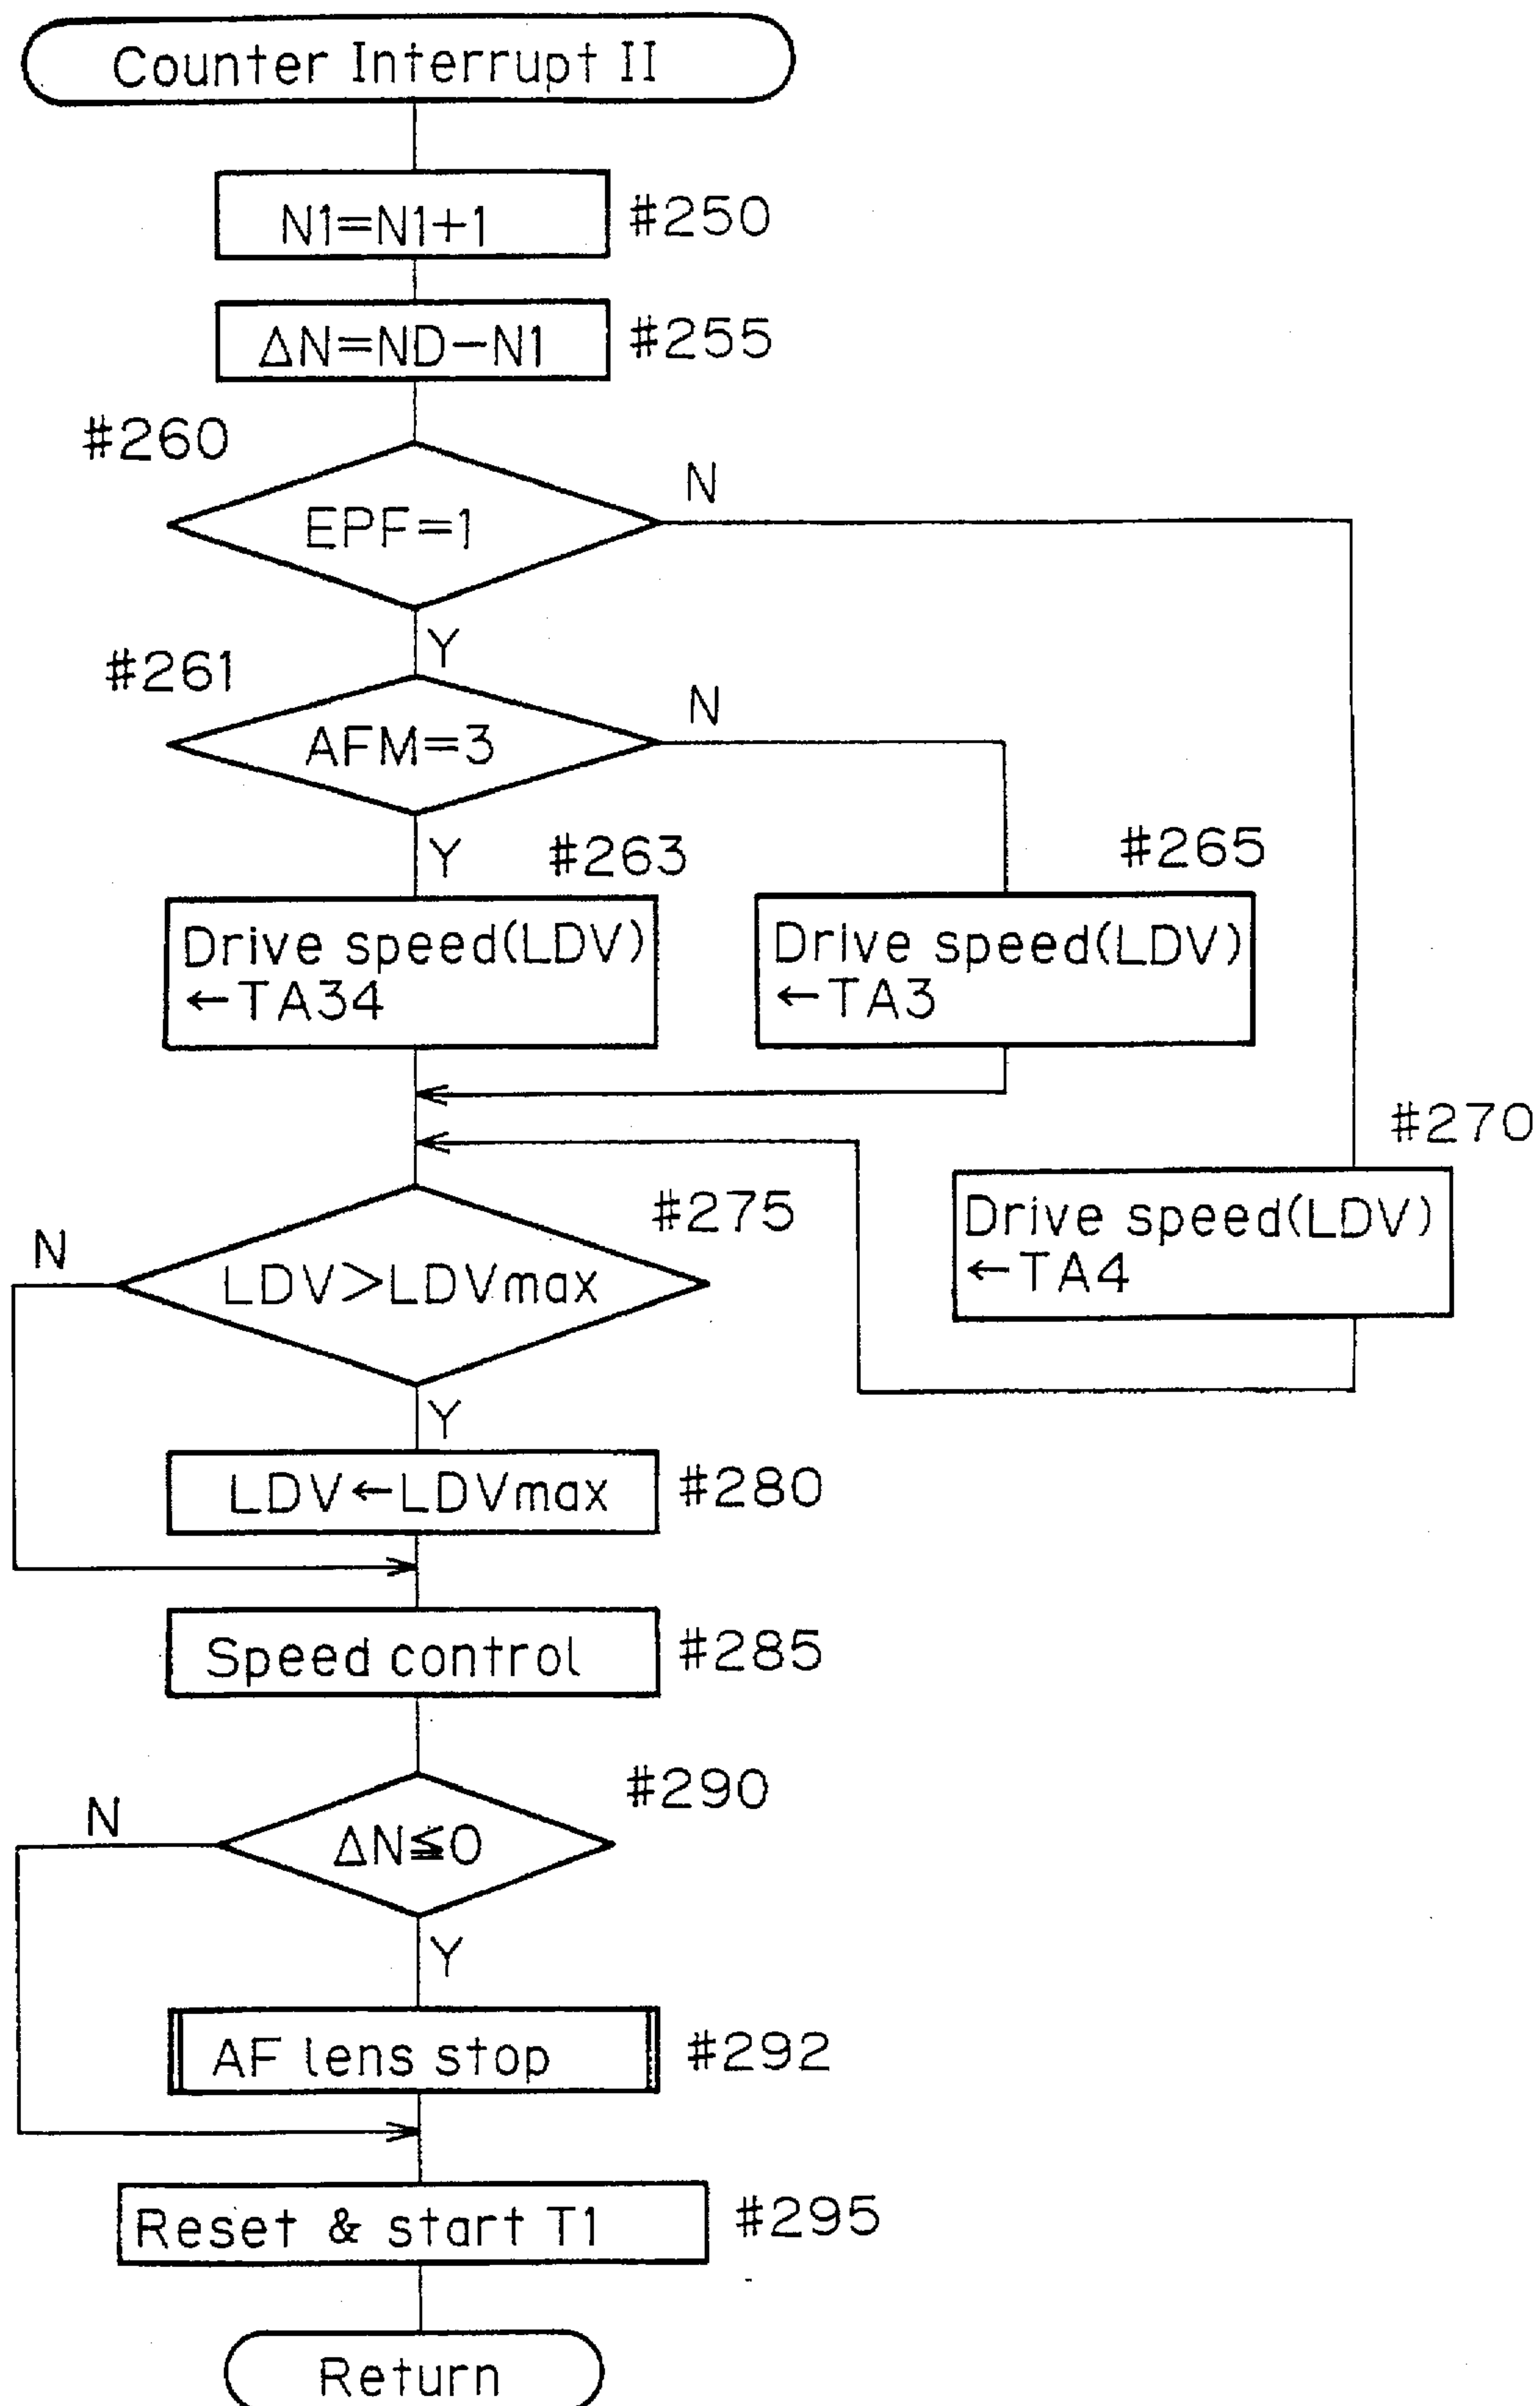 Counter Interrupt II
N1=N1+1 #250
ΔN=ND-N1 #255
#260
EPF=1
N
Y
#261
AFM=3
N
Y
#263
#265
Drive speed(LDV)
←TA34
Drive speed(LDV)
←TA3
#270
Drive speed(LDV)
←TA4
#275
N
LDV>LDVmax
Y
LDV←LDVmax #280
Speed control #285
#290
N
ΔN≦0
Y
AF lens stop #292
Reset & start T1 #295
Return